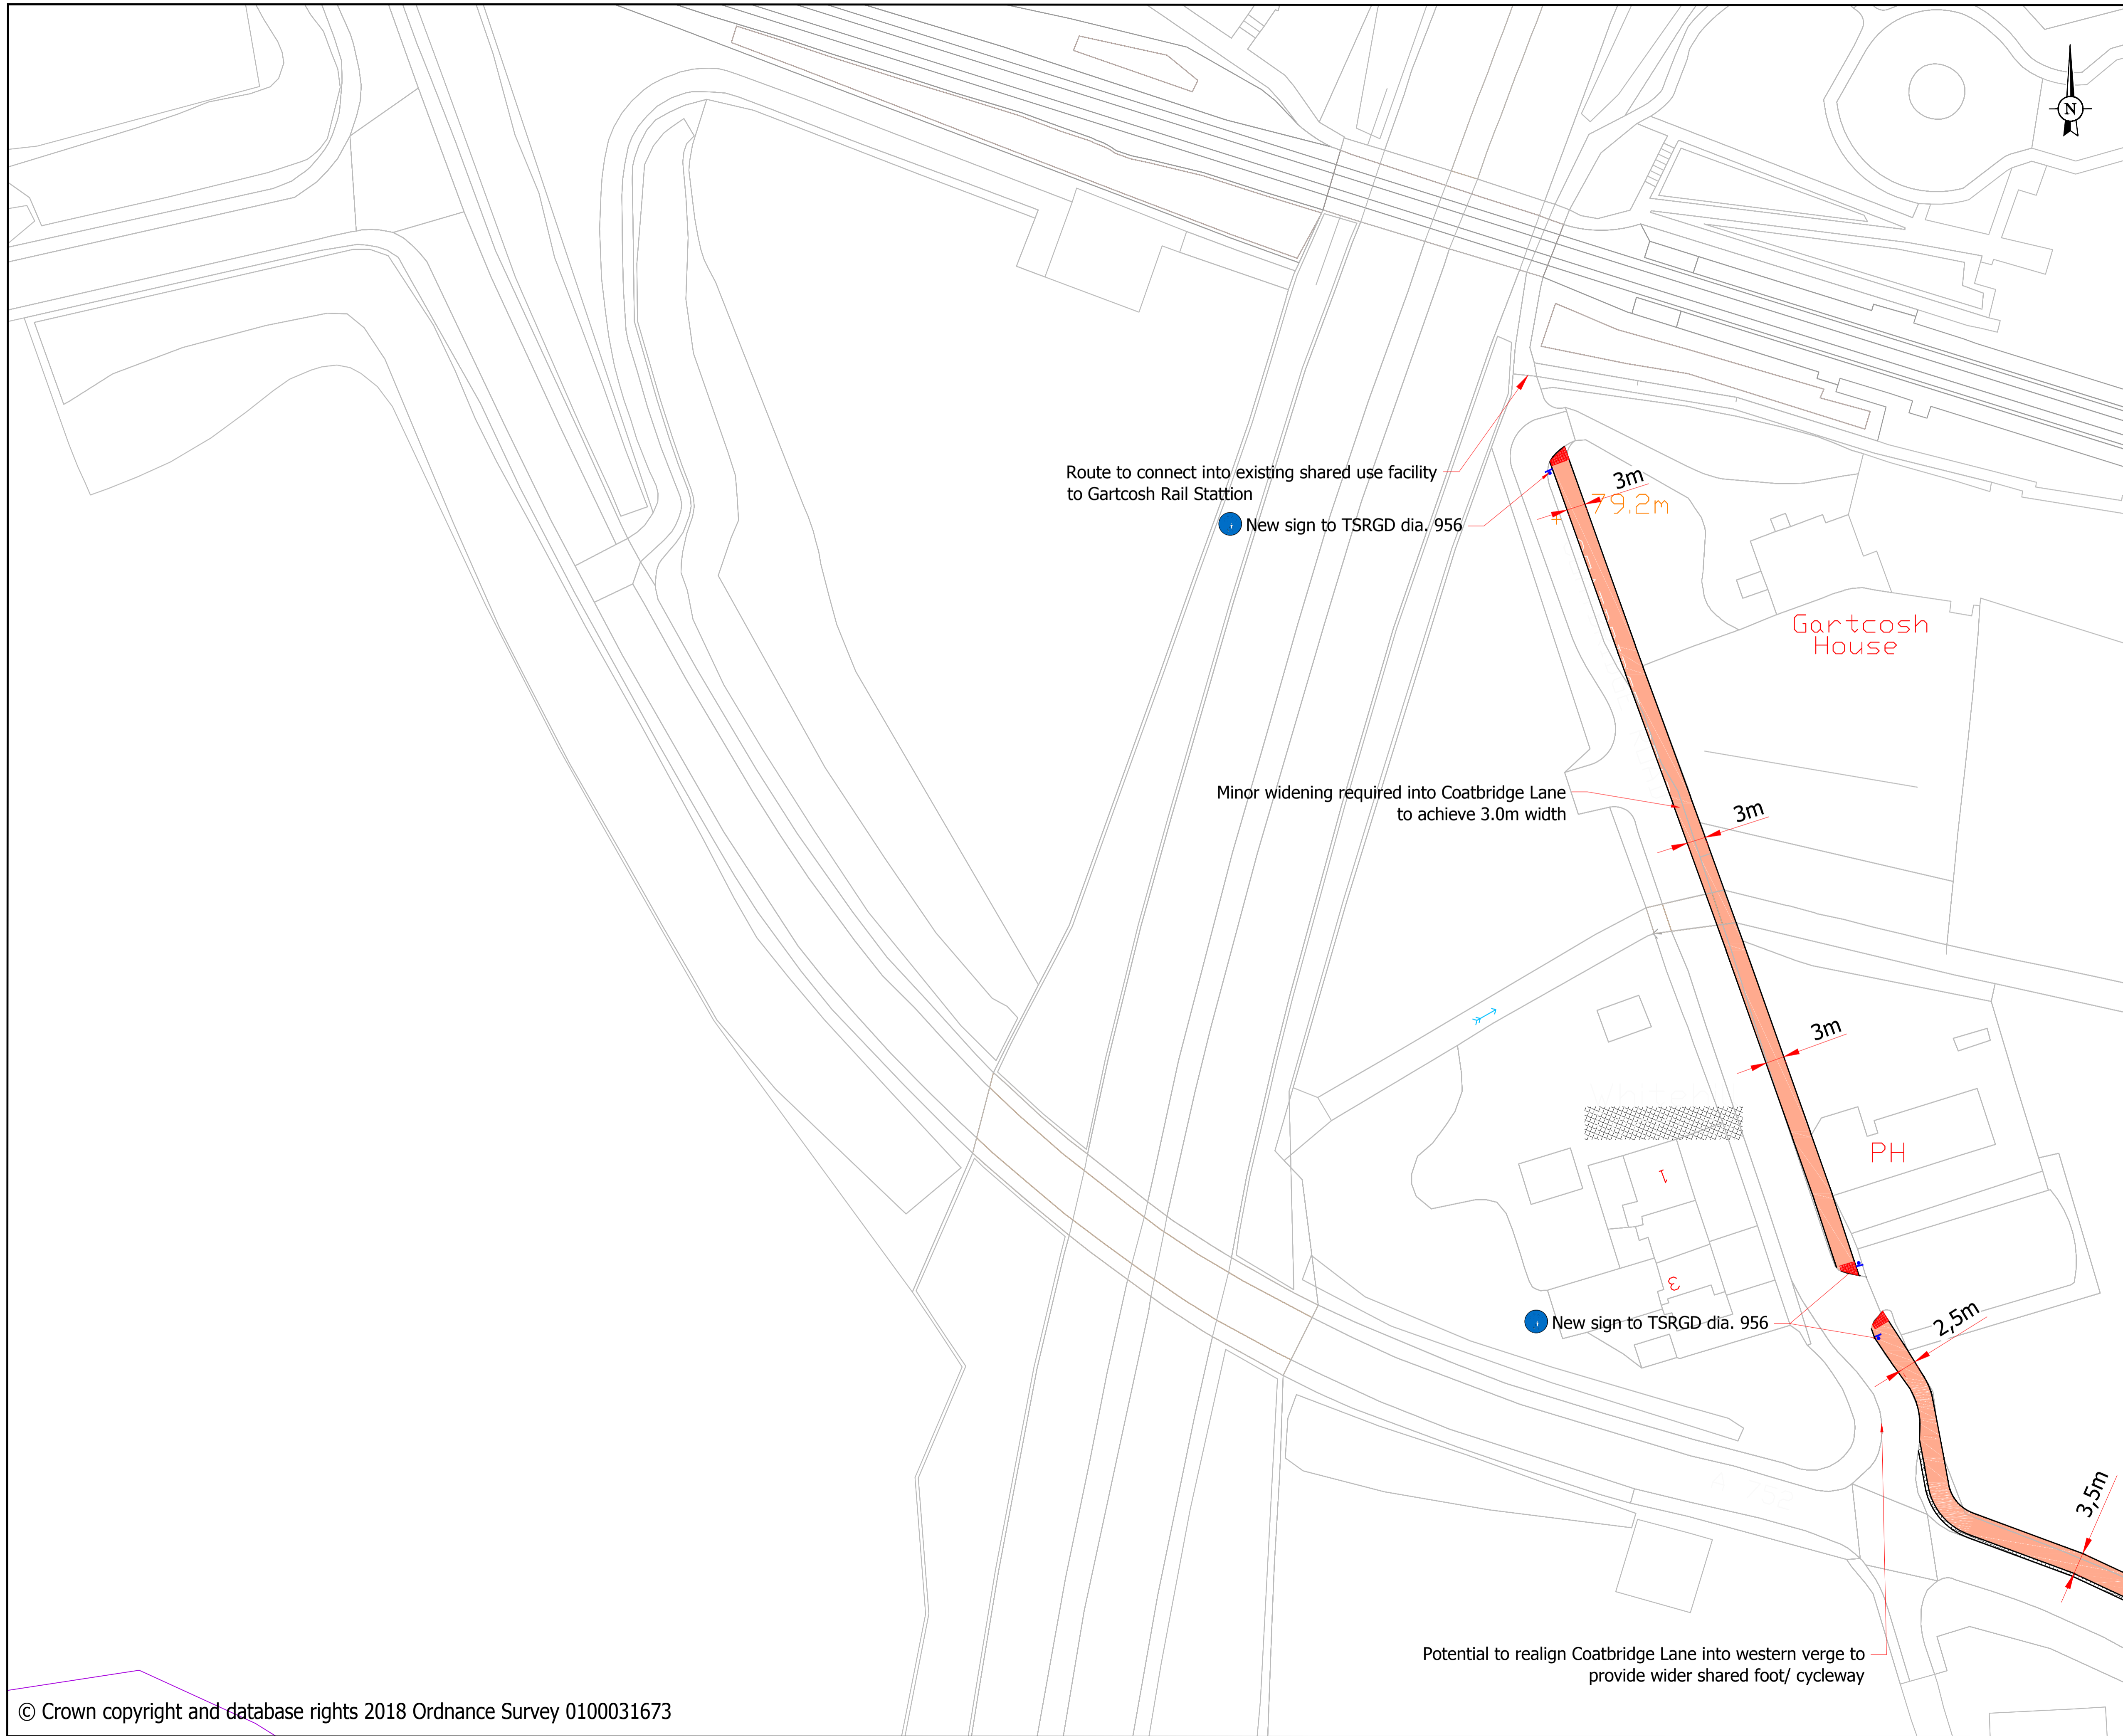 N
Route to connect into existing shared use facility
to Gartcosh Rail Stattion
New sign to TSRGD dia. 956
3m
79.2m
Gartcosh
House
Minor widening required into Coatbridge Lane
to achieve 3.0m width
3m
3m
PH
1
3
New sign to TSRGD dia. 956
2,5m
3,5m
Potential to realign Coatbridge Lane into western verge to
provide wider shared foot/ cycleway
© Crown copyright and database rights 2018 Ordnance Survey 0100031673